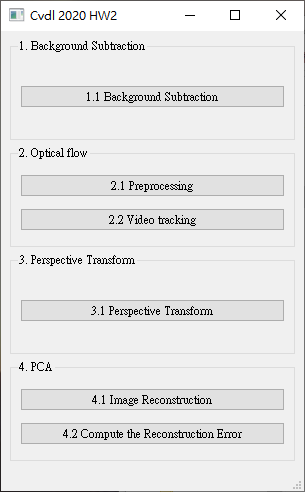 Cvdl 2020 HW2
1. Background Subtraction
1.1 Background Subtraction
2. Optical flow
2.1 Preprocessing
2.2 Video tracking
3. Perspective Transform
3.1 Perspective Transform
4. PCA
4.1 Image Reconstruction
4.2 Compute the Reconstruction Error